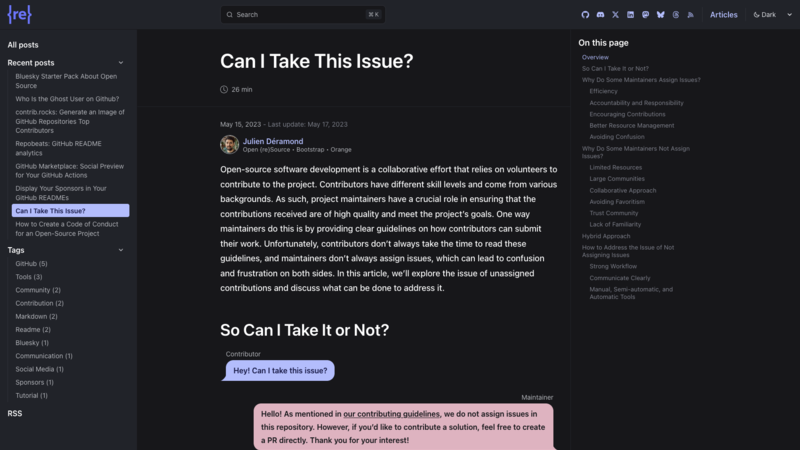 {re}
Search
⌘ K
Articles
Dark
All posts
Recent posts
Bluesky Starter Pack About Open
Source
Who Is the Ghost User on Github?
contrib.rocks: Generate an Image of
GitHub Repositories Top
Contributors
Repobeats: GitHub README
analytics
GitHub Marketplace: Social Preview
for Your GitHub Actions
Display Your Sponsors in Your
GitHub READMEs
Can I Take This Issue?
How to Create a Code of Conduct
for an Open-Source Project
Tags
GitHub (5)
Tools (3)
Community (2)
Contribution (2)
Markdown (2)
Readme (2)
Bluesky (1)
Communication (1)
Social Media (1)
Sponsors (1)
Tutorial (1)
RSS
Can I Take This Issue?
26 min
May 15, 2023 - Last update: May 17, 2023
Julien Déramond
Open {re}Source • Bootstrap • Orange
Open-source software development is a collaborative effort that relies on volunteers to
contribute to the project. Contributors have different skill levels and come from various
backgrounds. As such, project maintainers have a crucial role in ensuring that the
contributions received are of high quality and meet the project's goals. One way
maintainers do this is by providing clear guidelines on how contributors can submit
their work. Unfortunately, contributors don't always take the time to read these
guidelines, and maintainers don't always assign issues, which can lead to confusion
and frustration on both sides. In this article, we'll explore the issue of unassigned
contributions and discuss what can be done to address it.
So Can I Take It or Not?
Contributor
Hey! Can I take this issue?
Maintainer
Hello! As mentioned in our contributing guidelines, we do not assign issues in
this repository. However, if you'd like to contribute a solution, feel free to create
a PR directly. Thank you for your interest!
On this page
Overview
So Can I Take It or Not?
Why Do Some Maintainers Assign Issues?
Efficiency
Accountability and Responsibility
Encouraging Contributions
Better Resource Management
Avoiding Confusion
Why Do Some Maintainers Not Assign
Issues?
Limited Resources
Large Communities
Collaborative Approach
Avoiding Favoritism
Trust Community
Lack of Familiarity
Hybrid Approach
How to Address the Issue of Not
Assigning Issues
Strong Workflow
Communicate Clearly
Manual, Semi-automatic, and
Automatic Tools